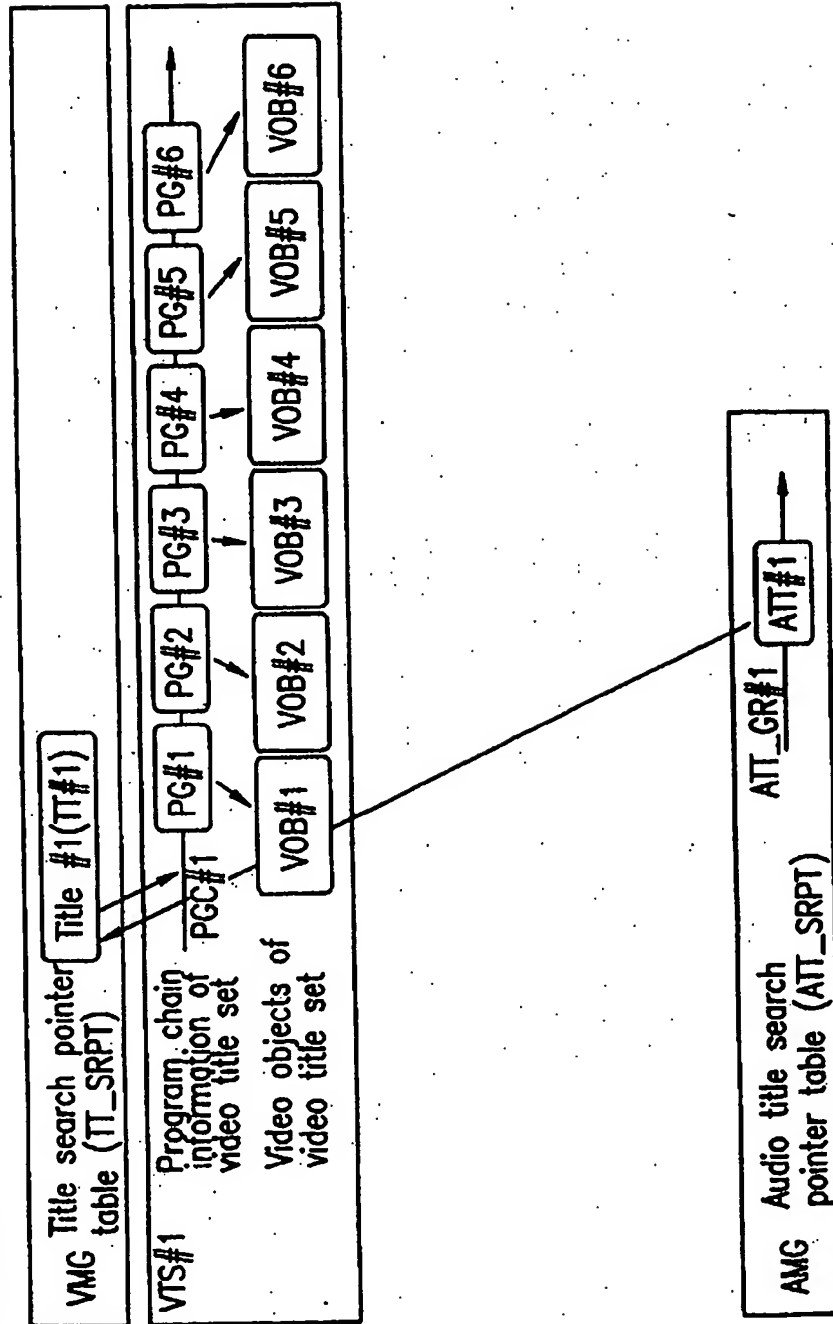 VMG Title search pointer
table (TT_SRPT)
Title #1(TT#1)
VTS#1
Program chain
information of
video title set
PGC#1
PG#1
PG#2
PG#3
PG#4
PG#5
PG#6
Video objects of
video title set
VOB#1
VOB#2
VOB#3
VOB#4
VOB#5
VOB#6
AMG Audio title search
pointer table (ATT_SRPT)
ATT_GR#1
ATT#1